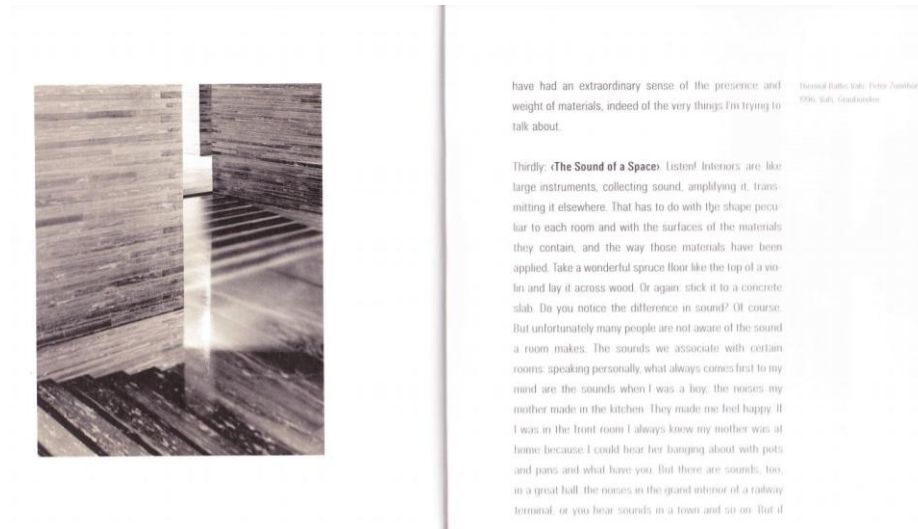 have had an extraordinary sense of the presence and
weight of materials, indeed of the very things I'm trying to
talk about.
Thirdly: ‹The Sound of a Space›. Listen! Interiors are like
large instruments, collecting sound, amplifying it, trans-
mitting it elsewhere. That has to do with the shape pecu-
liar to each room and with the surfaces of the materials
they contain, and the way those materials have been
applied. Take a wonderful spruce floor like the top of a vio-
lin and lay it across wood. Or again: stick it to a concrete
slab. Do you notice the difference in sound? Of course.
But unfortunately many people are not aware of the sound
a room makes. The sounds we associate with certain
rooms: speaking personally, what always comes first to my
mind are the sounds when I was a boy, the noises my
mother made in the kitchen. They made me feel happy. If
I was in the front room I always knew my mother was at
home because I could hear her banging about with pots
and pans and what have you. But there are sounds, too,
in a great hall: the noises in the grand interior of a railway
terminal, or you hear sounds in a town and so on. But if
Thermal Baths Vals, Peter Zumthor
1996, Vals, Graubünden